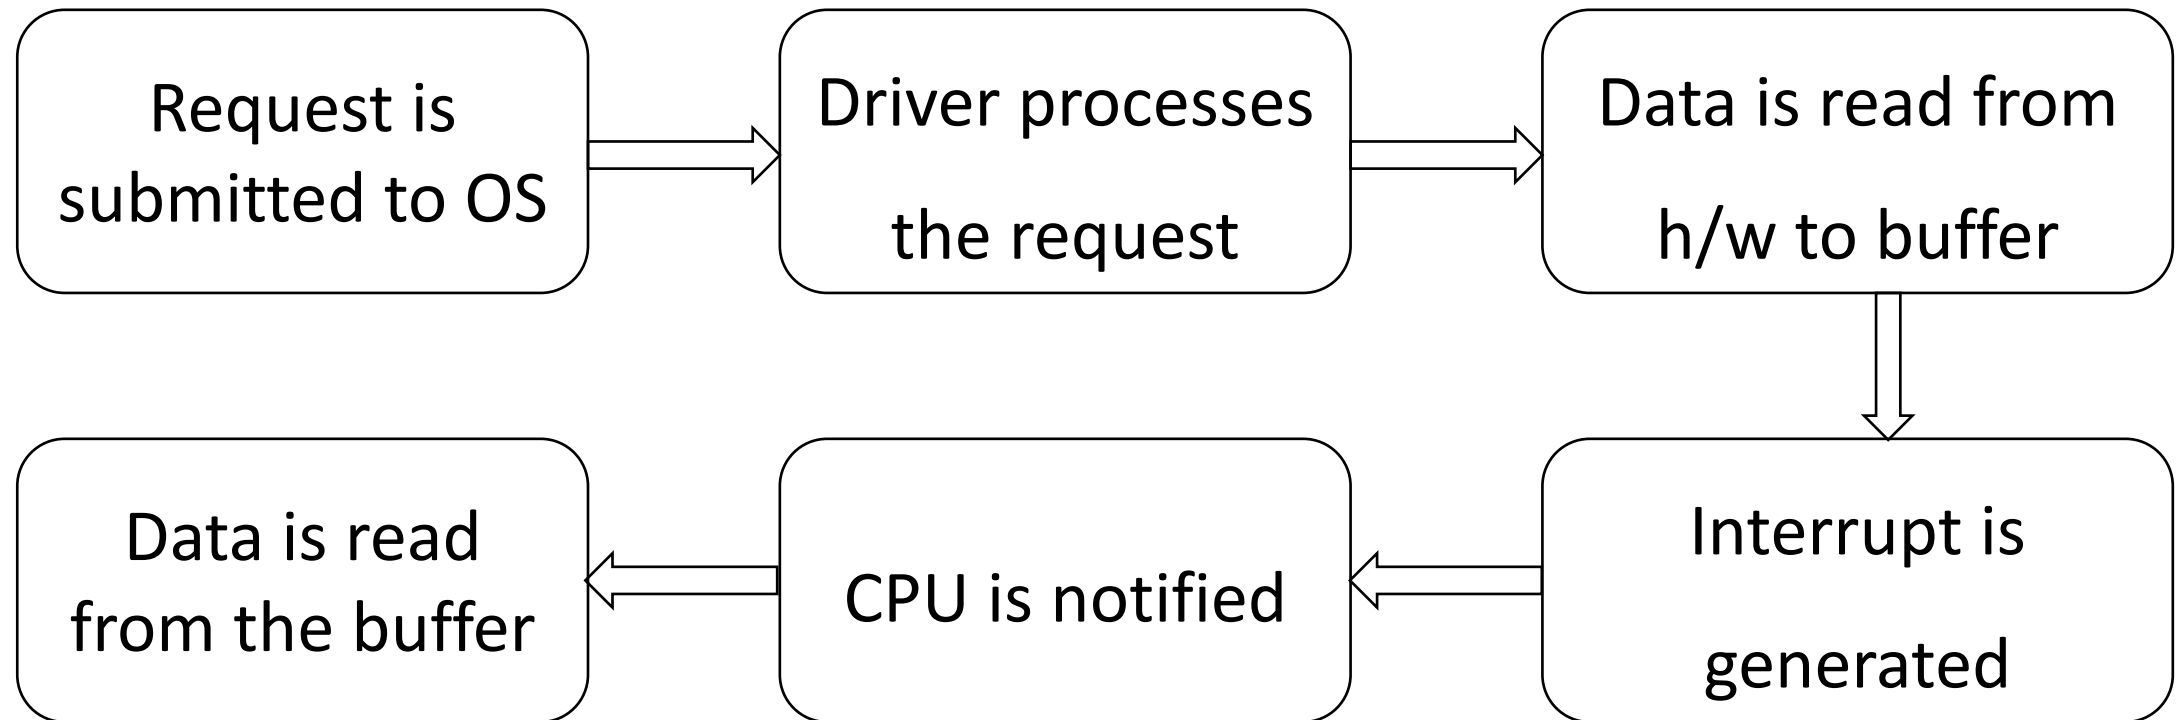 Request is
submitted to OS
Driver processes
the request
Data is read from
h/w to buffer
Interrupt is
generated
CPU is notified
Data is read
from the buffer